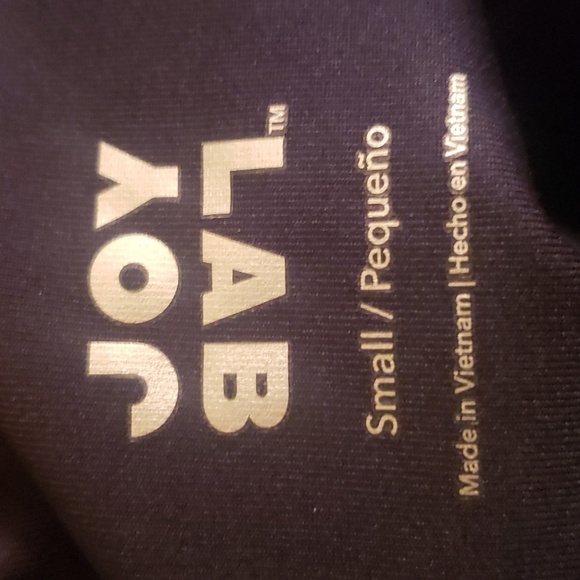 JOY
LAB™
Small / Pequeño
Made in Vietnam | Hecho en Vietnam